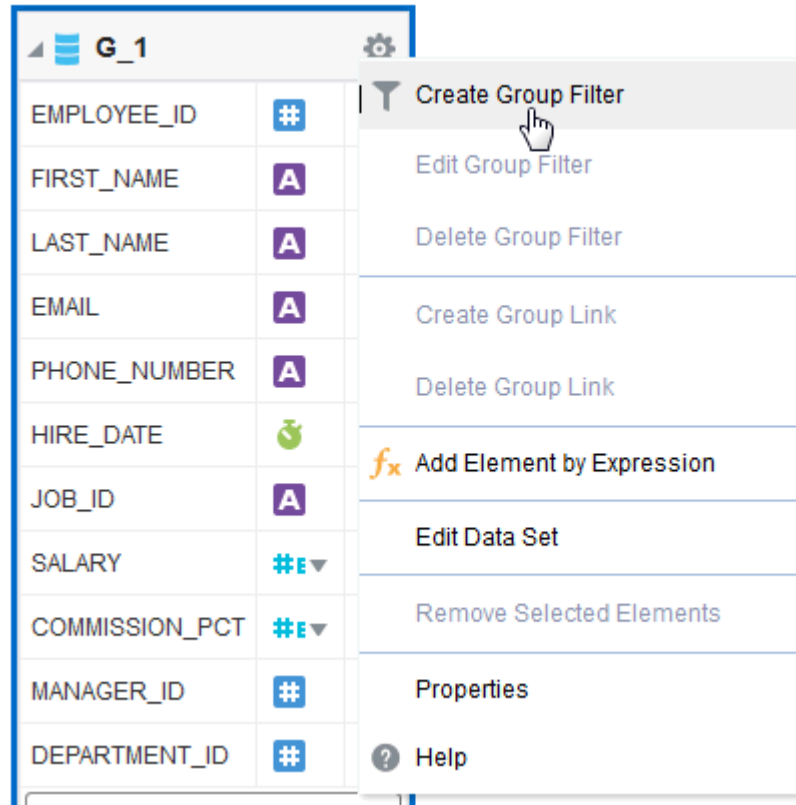 G_1
EMPLOYEE_ID
FIRST_NAME
LAST_NAME
EMAIL
PHONE_NUMBER
HIRE_DATE
JOB_ID
SALARY
COMMISSION_PCT
MANAGER_ID
DEPARTMENT_ID
#
A
A
A
A
A
#E
#E
#
#
Create Group Filter
Edit Group Filter
Delete Group Filter
Create Group Link
Delete Group Link
fx Add Element by Expression
Edit Data Set
Remove Selected Elements
Properties
? Help